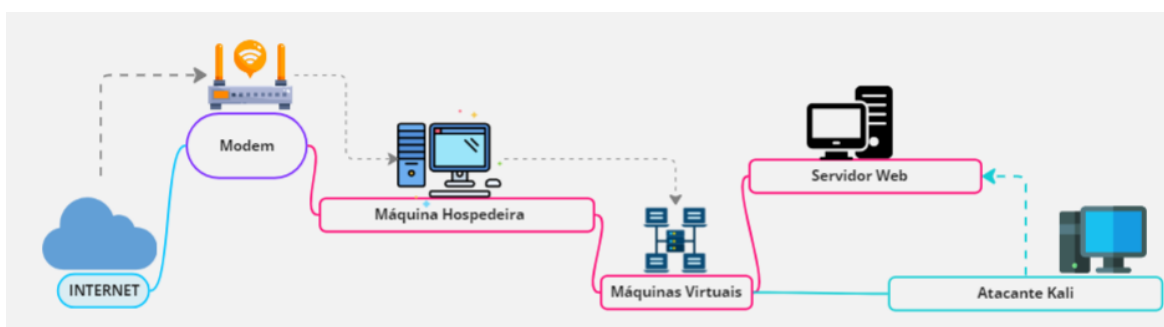 Modem
Máquina Hospedeira
INTERNET
Máquinas Virtuais
Servidor Web
Atacante Kali